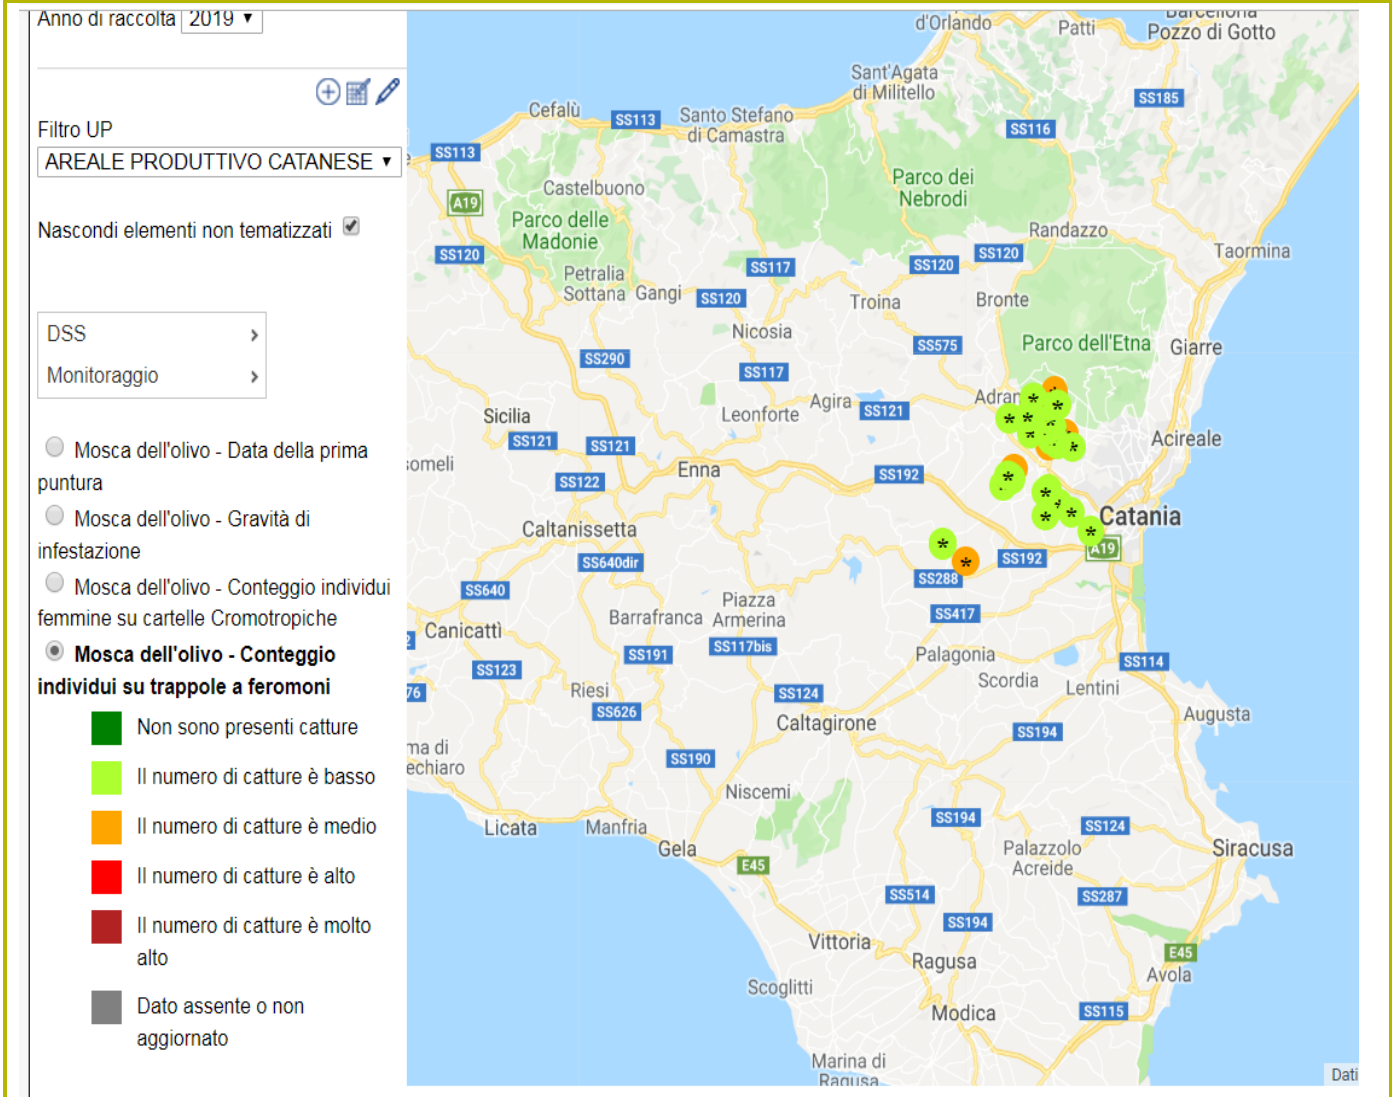 Anno di raccolta 2019
Filtro UP
AREALE PRODUTTIVO CATANESE
Nascondi elementi non tematizzati
DSS
Monitoraggio
Mosca dell'olivo - Data della prima
puntura
Mosca dell'olivo - Gravità di
infestazione
Mosca dell'olivo - Conteggio individui
femmine su cartelle Cromotropiche
Mosca dell'olivo - Conteggio
individui su trappole a feromoni
Non sono presenti catture
Il numero di catture è basso
Il numero di catture è medio
Il numero di catture è alto
Il numero di catture è molto
alto
Dato assente o non
aggiornato
d'Orlando
Patti
Barcellona
Pozzo di Gotto
Sant'Agata
di Militello
SS185
Cefalù
SS113
Santo Stefano
di Camastra
SS116
SS113
Castelbuono
Parco dei
Nebrodi
A19
Parco delle
Madonie
Randazzo
SS120
SS117
SS120
SS120
Taormina
Petralia
Sottana
Gangi
SS120
Troina
Bronte
Nicosia
SS575
Parco dell'Etna
Giarre
SS290
SS117
Sicilia
Leonforte
Agira
SS121
Adran
SS121
SS121
Acireale
someli
Enna
SS192
SS122
Caltanissetta
Catania
A19
SS640dir
SS192
SS288
SS640
Piazza
Armerina
Barrafranca
SS417
Canicattì
SS117bis
SS191
Palagonia
SS114
SS123
Scordia
Lentini
76
Riesi
SS124
SS626
Caltagirone
Augusta
SS194
ma di
echiaro
SS190
Niscemi
SS194
SS124
Licata
Manfria
Gela
Palazzolo
Acreide
Siracusa
E45
SS514
SS287
SS194
Vittoria
Ragusa
E45
Avola
Scoglitti
Modica
SS115
Marina di
Ragusa
Dati